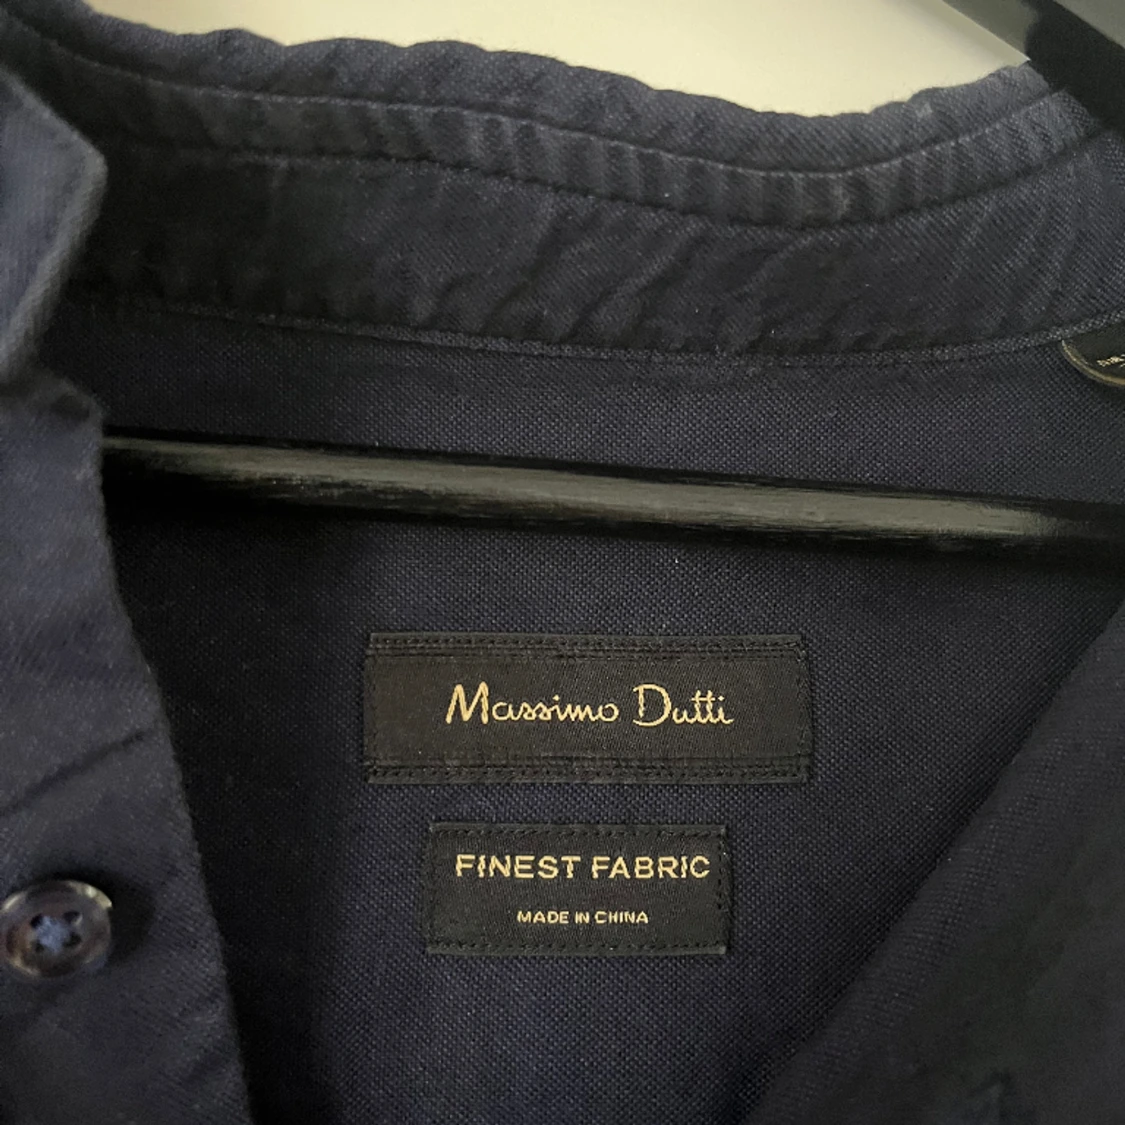 Massimo Dutti
FINEST FABRIC
MADE IN CHINA